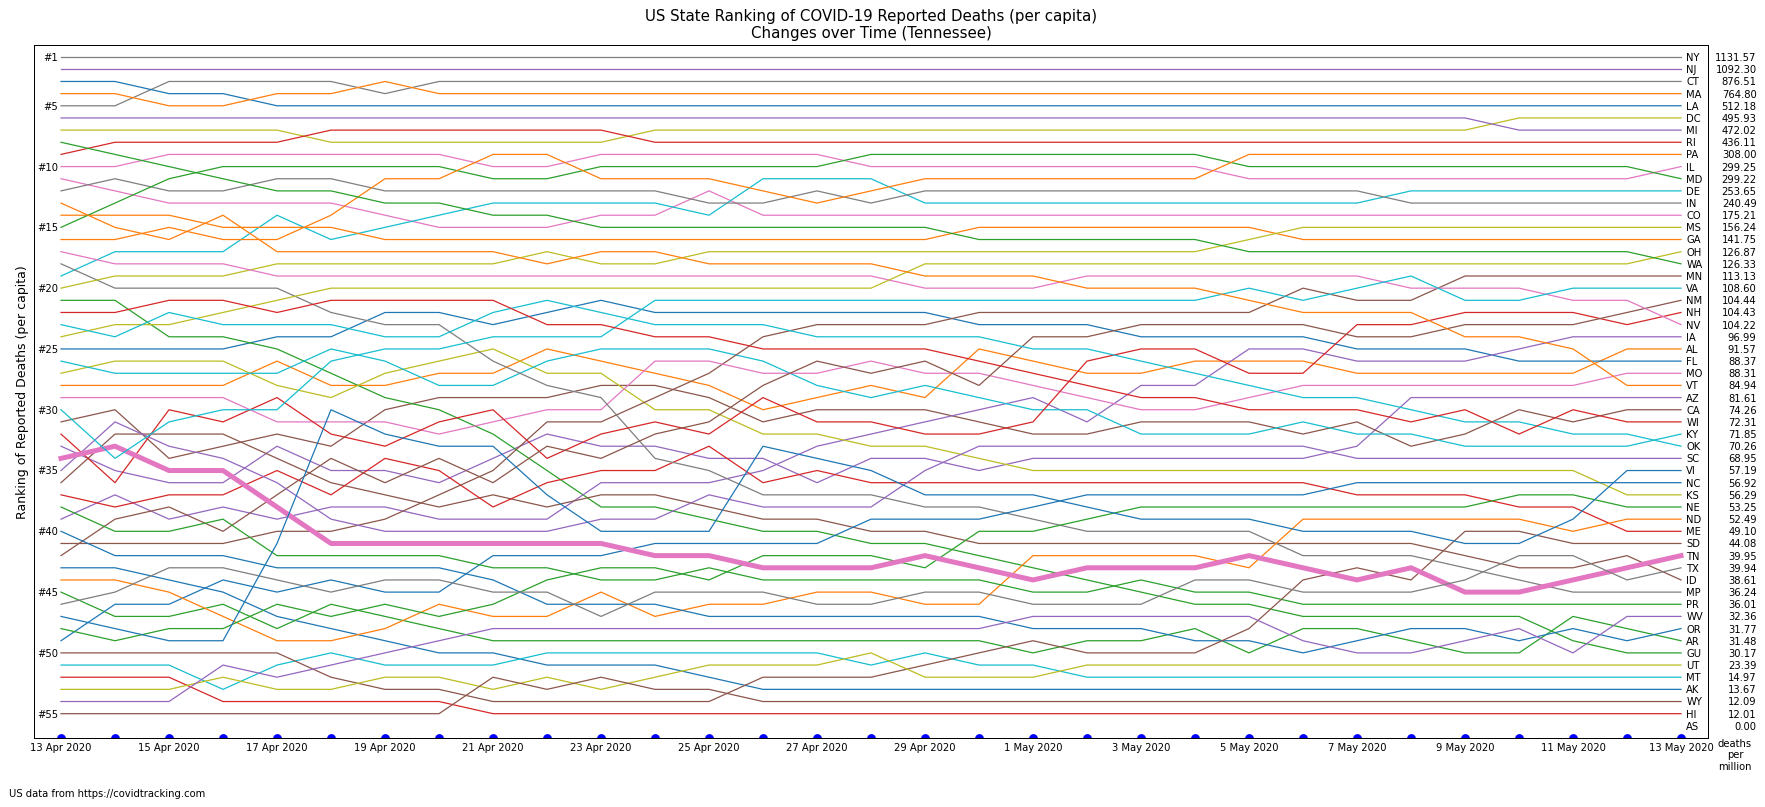 US State Ranking of COVID-19 Reported Deaths (per capita)
Changes over Time (Tennessee)
Ranking of Reported Deaths (per capita)
#1
#5
#10
#15
#20
#25
#30
#35
#40
#45
#50
#55
NY 1131.57
NJ 1092.30
CT 876.51
MA 764.80
LA 512.18
DC 495.93
MI 472.02
RI 436.11
PA 308.00
IL 299.25
MD 299.22
DE 253.65
IN 240.49
CO 175.21
MS 156.24
GA 141.75
OH 126.87
WA 126.33
MN 113.13
VA 108.60
NM 104.44
NH 104.43
NV 104.22
IA 96.99
AL 91.57
FL 88.37
MO 88.31
VT 84.94
AZ 81.61
CA 74.26
WI 72.31
KY 71.85
OK 70.26
SC 68.95
VI 57.19
NC 56.92
KS 56.29
NE 53.25
ND 52.49
ME 49.10
SD 44.08
TN 39.95
TX 39.94
ID 38.61
MP 36.24
PR 36.01
WV 32.36
OR 31.77
AR 31.48
GU 30.17
UT 23.39
MT 14.97
AK 13.67
WY 12.09
HI 12.01
AS 0.00
13 Apr 2020 15 Apr 2020 17 Apr 2020 19 Apr 2020 21 Apr 2020 23 Apr 2020 25 Apr 2020 27 Apr 2020 29 Apr 2020 1 May 2020 3 May 2020 5 May 2020 7 May 2020 9 May 2020 11 May 2020 13 May 2020
deaths
per
million
US data from https://covidtracking.com